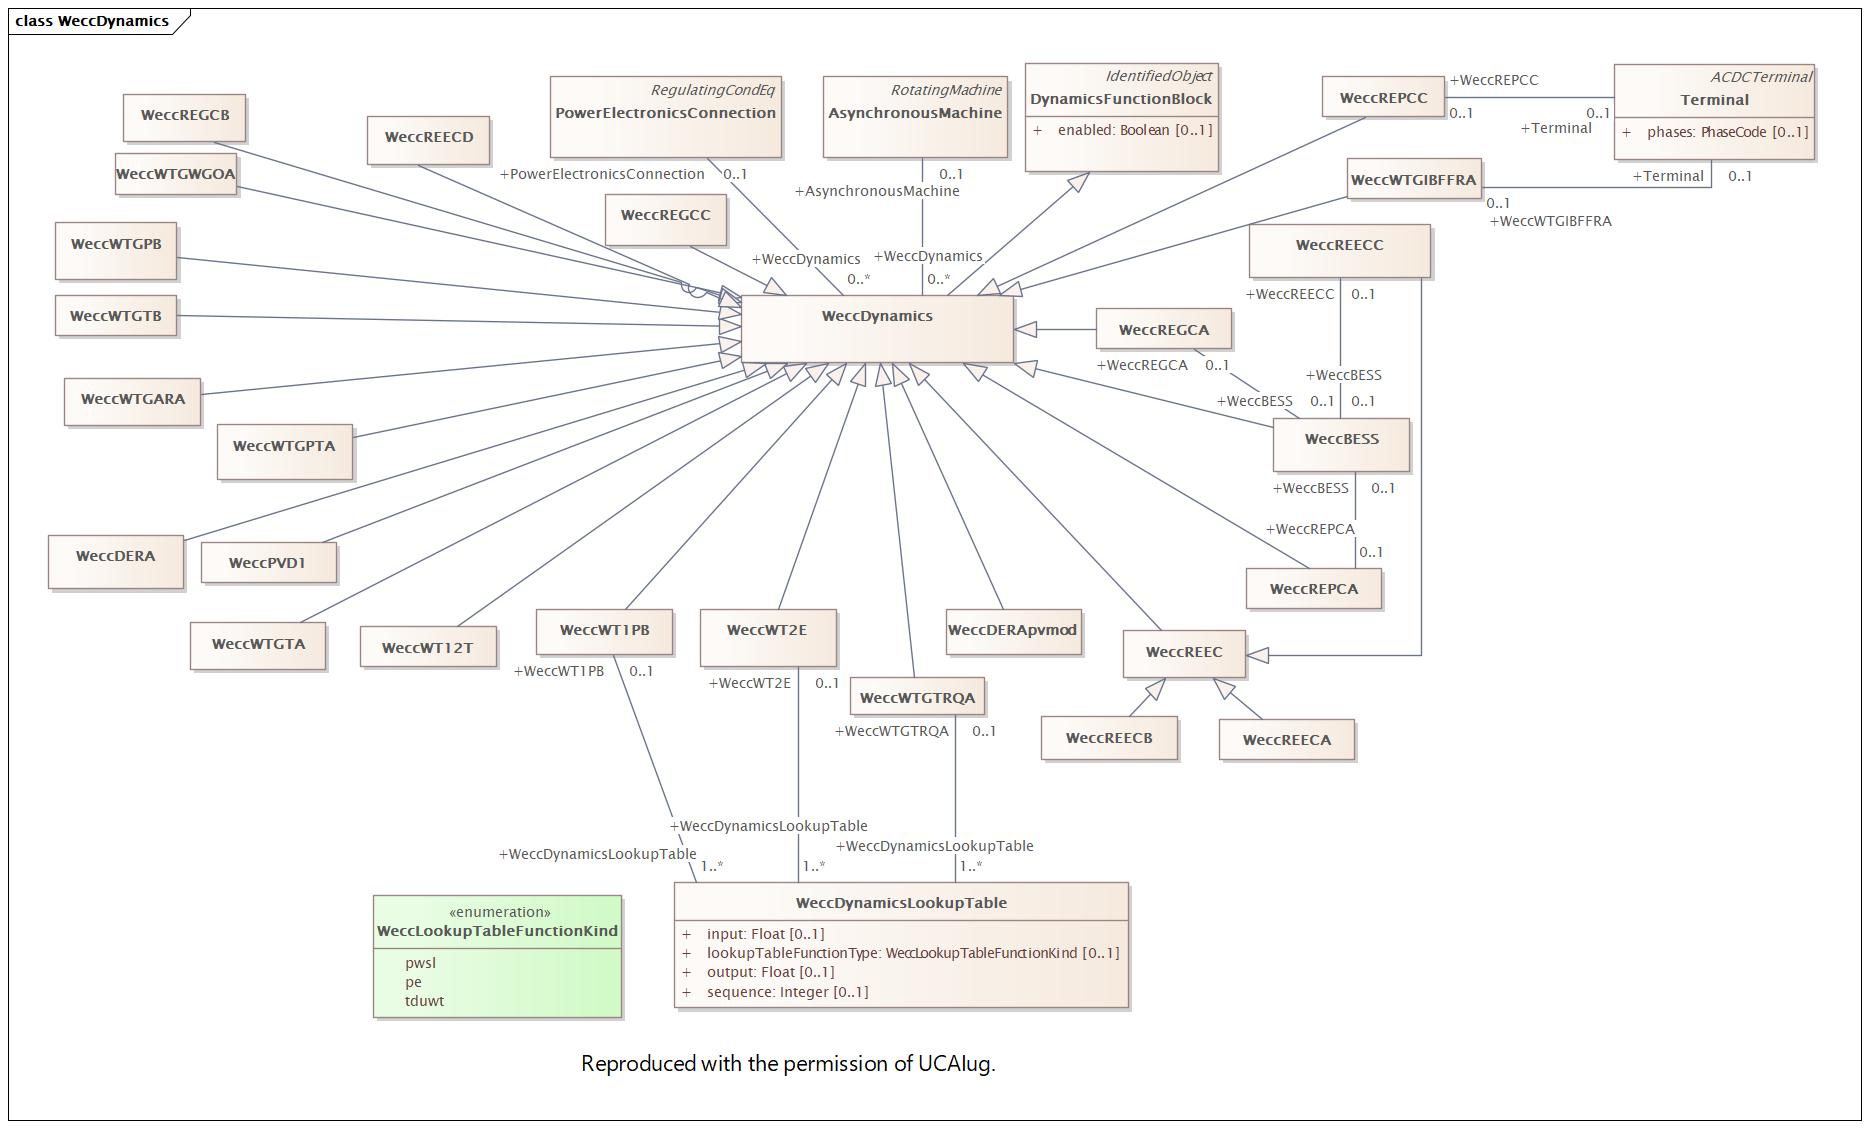 class WeccDynamics
IdentifiedObject
DynamicsFunctionBlock
+ enabled: Boolean [0..1]
RegulatingCondEq
PowerElectronicsConnection
RotatingMachine
AsynchronousMachine
WeccREPCC
+WeccREPCC
0..1
0..1
+Terminal
ACDCTerminal
Terminal
+ phases: PhaseCode [0..1]
WeccREGCB
WeccREECD
WeccWTGWGOA
+PowerElectronicsConnection
0..1
+AsynchronousMachine
0..1
WeccWTGIBFFRA
+Terminal
0..1
0..1
+WeccWTGIBFFRA
WeccREGCC
WeccWTGPB
WeccREECC
+WeccDynamics
0..*
+WeccDynamics
0..*
WeccWTGTB
WeccDynamics
+WeccREECC
0..1
WeccREGCA
+WeccREGCA
0..1
+WeccBESS
0..1
0..1
+WeccBESS
WeccWTGARA
WeccWTGPTA
WeccBESS
+WeccBESS
0..1
+WeccREPCA
0..1
WeccDERA
WeccPVD1
WeccREPCA
WeccWTGTA
WeccWT12T
WeccWT1PB
+WeccWT1PB
0..1
WeccWT2E
+WeccWT2E
0..1
WeccDERApvmod
WeccREEC
WeccWTGTRQA
+WeccWTGTRQA
0..1
WeccREECB
WeccREECA
+WeccDynamicsLookupTable
1..*
+WeccDynamicsLookupTable
1..*
+WeccDynamicsLookupTable
1..*
«enumeration»
WeccLookupTableFunctionKind
pwsl
pe
tduwt
WeccDynamicsLookupTable
+ input: Float [0..1]
+ lookupTableFunctionType: WeccLookupTableFunctionKind [0..1]
+ output: Float [0..1]
+ sequence: Integer [0..1]
Reproduced with the permission of UCAIug.